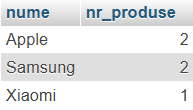 nume nr_produse
Apple 2
Samsung 2
Xiaomi 1